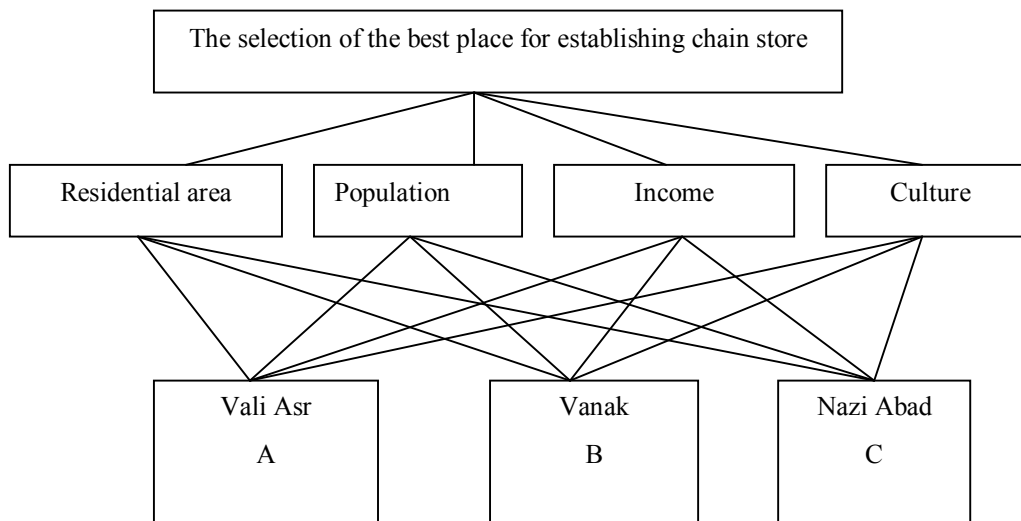 The selection of the best place for establishing chain store
Residential area
Population
Income
Culture
Vali Asr
A
Vanak
B
Nazi Abad
C